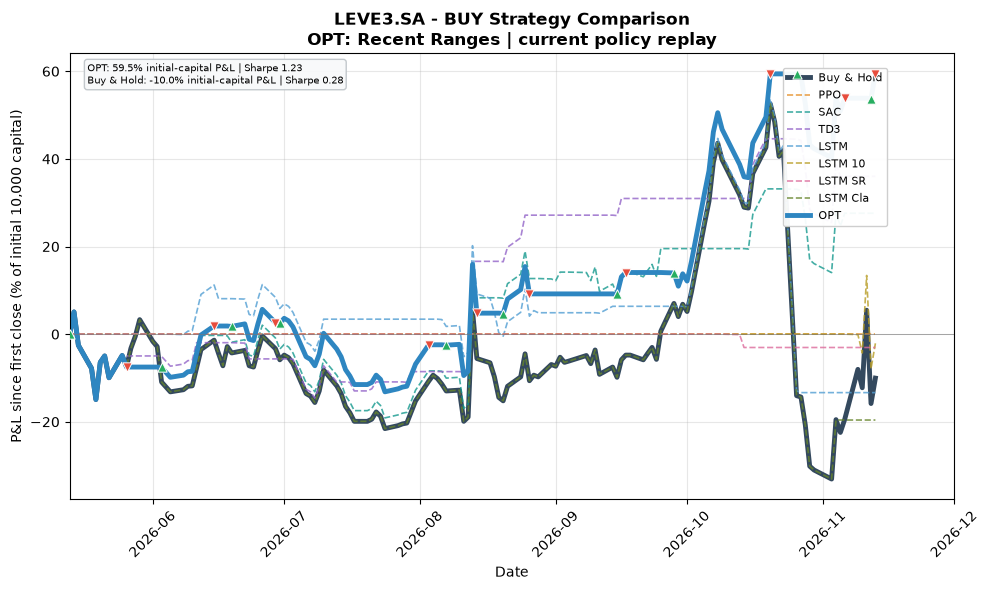 LEVE3.SA - BUY Strategy Comparison
OPT: Recent Ranges | current policy replay
OPT: 59.5% initial-capital P&L | Sharpe 1.23
Buy & Hold: -10.0% initial-capital P&L | Sharpe 0.28
Buy & Hold
PPO
SAC
TD3
LSTM
LSTM 10
LSTM SR
LSTM Cla
OPT
P&L since first close (% of initial 10,000 capital)
60
40
20
0
−20
2026-06
2026-07
2026-08
2026-09
2026-10
2026-11
2026-12
Date